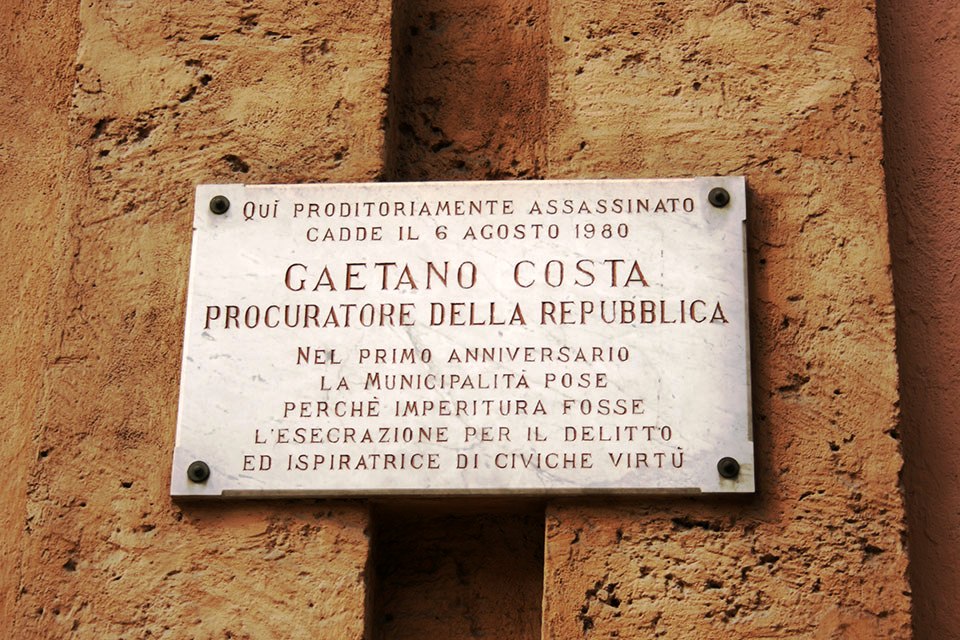 QUÌ PRODITORIAMENTE ASSASSINATO
CADDE IL 6 AGOSTO 1980
GAETANO COSTA
PROCURATORE DELLA REPUBBLICA
NEL PRIMO ANNIVERSARIO
LA MUNICIPALITÀ POSE
PERCHÈ IMPERITURA FOSSE
L'ESECRAZIONE PER IL DELITTO
ED ISPIRATRICE DI CIVICHE VIRTÙ